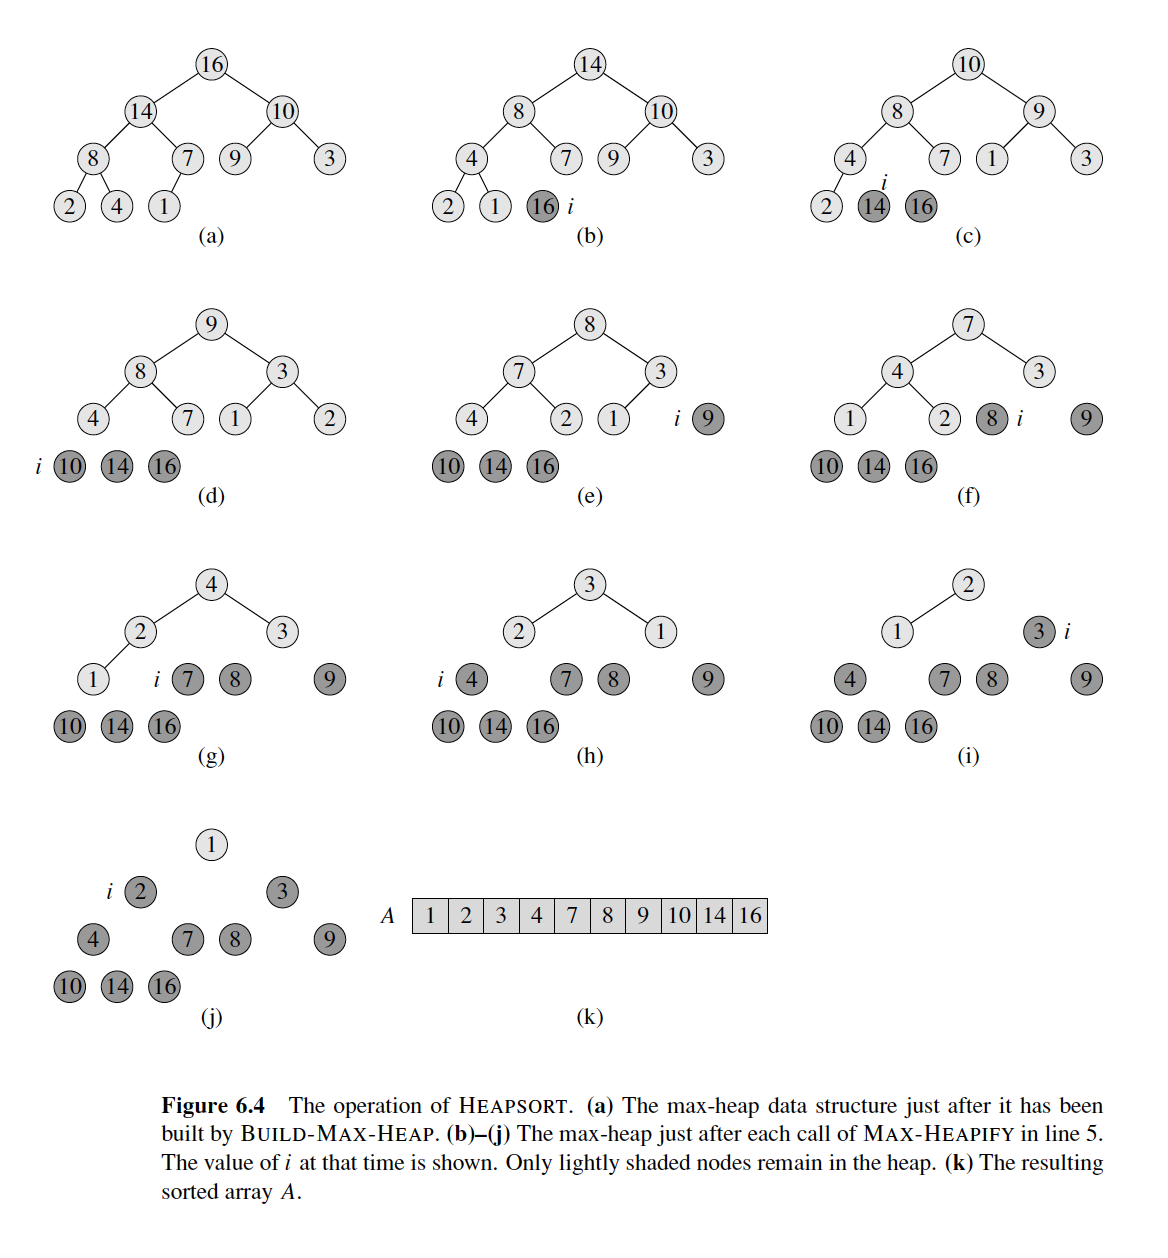 16 14 10
14 10 8 10 8 9
8 7 9 3 4 7 9 3 4 7 1 3
i
2 4 1 2 1 16 i 2 14 16
(a) (b) (c)
9 8 7
8 3 7 3 4 3
4 7 1 2 4 2 1 i 9 1 2 8 i 9
i 10 14 16 10 14 16 10 14 16
(d) (e) (f)
4 3 2
2 3 2 1 1 3 i
1 i 7 8 9 i 4 7 8 9 4 7 8 9
10 14 16 10 14 16 10 14 16
(g) (h) (i)
1
i 2 3
A 1 2 3 4 7 8 9 10 14 16
4 7 8 9
10 14 16
(j) (k)
Figure 6.4 The operation of HEAPSORT. (a) The max-heap data structure just after it has been
built by BUILD-MAX-HEAP. (b)–(j) The max-heap just after each call of MAX-HEAPIFY in line 5.
The value of i at that time is shown. Only lightly shaded nodes remain in the heap. (k) The resulting
sorted array A.